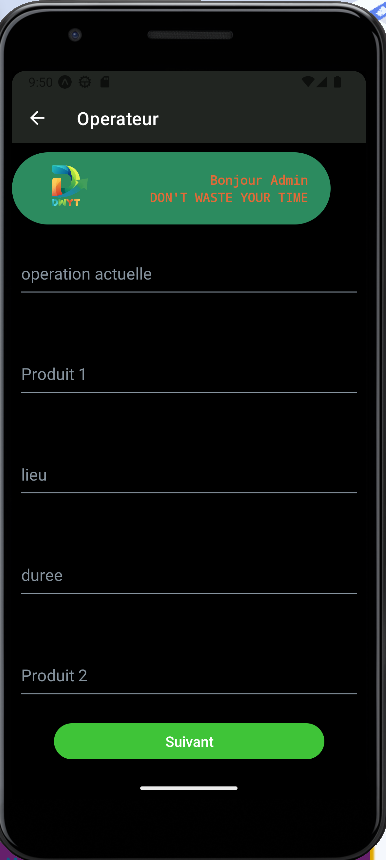 9:50
Operateur
DWYT
Bonjour Admin
DON'T WASTE YOUR TIME
operation actuelle
Produit 1
lieu
duree
Produit 2
Suivant